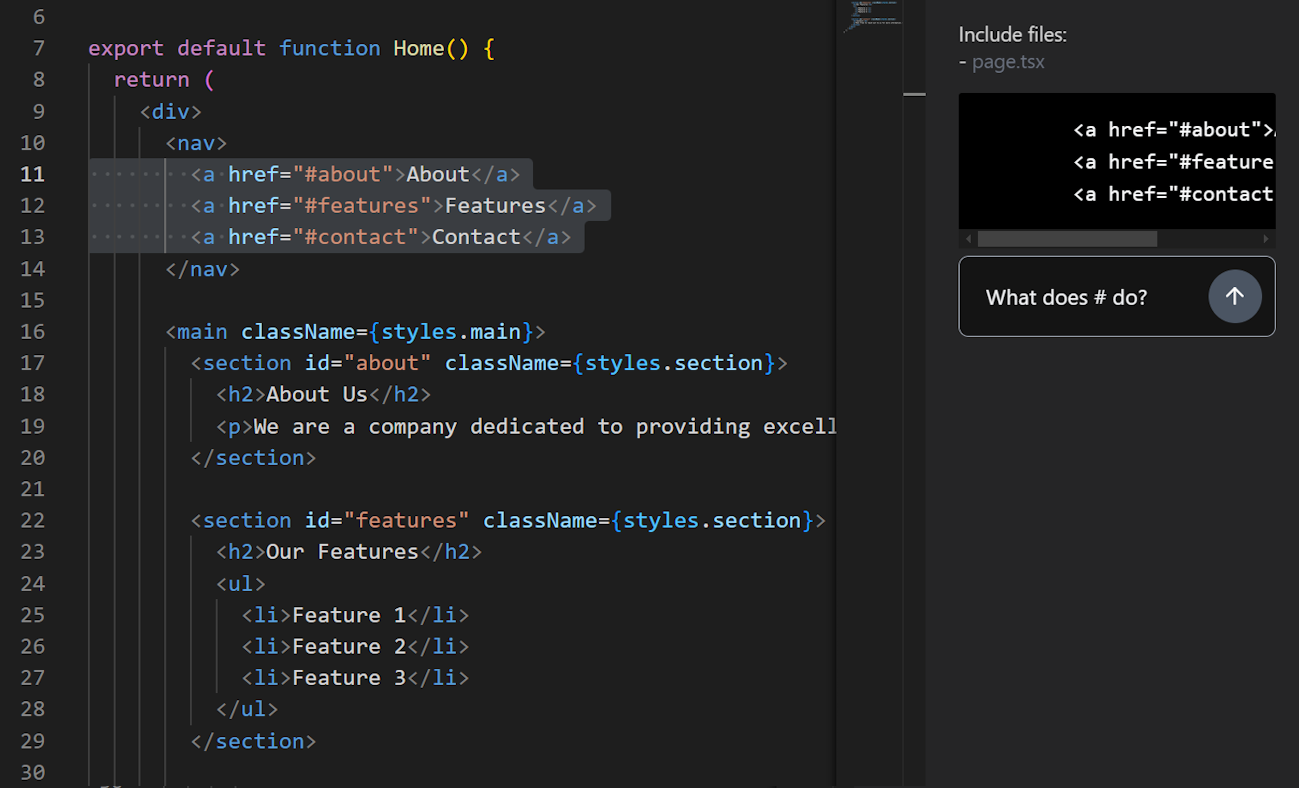 6
7 export default function Home() {
8 return (
9 <div>
10 <nav>
11 <a href="#about">About</a>
12 <a href="#features">Features</a>
13 <a href="#contact">Contact</a>
14 </nav>
15
16 <main className={styles.main}>
17 <section id="about" className={styles.section}>
18 <h2>About Us</h2>
19 <p>We are a company dedicated to providing excell
20 </section>
21
22 <section id="features" className={styles.section}>
23 <h2>Our Features</h2>
24 <ul>
25 <li>Feature 1</li>
26 <li>Feature 2</li>
27 <li>Feature 3</li>
28 </ul>
29 </section>
30
Include files:
- page.tsx
<a href="#about">
<a href="#feature
<a href="#contact
What does # do?